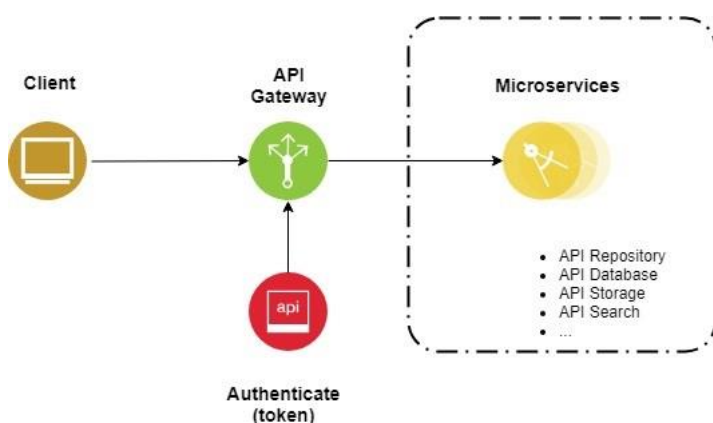 Client
API
Gateway
Microservices
• API Repository
• API Database
• API Storage
• API Search
• ...
api
Authenticate
(token)